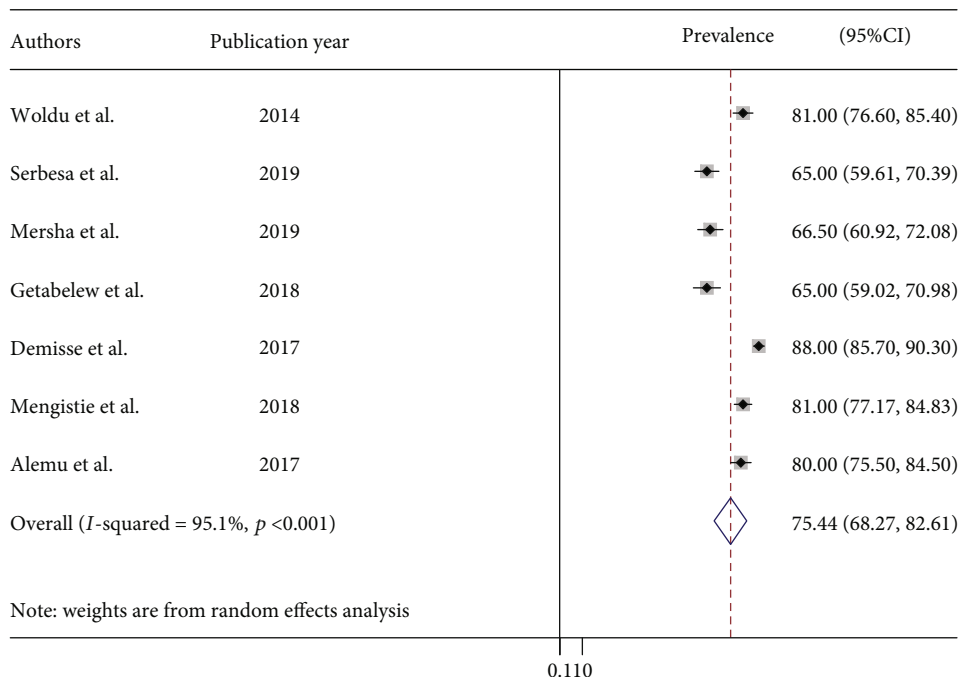 Authors Publication year Prevalence (95%CI)
Woldu et al. 2014 81.00 (76.60, 85.40)
Serbesa et al. 2019 65.00 (59.61, 70.39)
Mersha et al. 2019 66.50 (60.92, 72.08)
Getabelew et al. 2018 65.00 (59.02, 70.98)
Demisse et al. 2017 88.00 (85.70, 90.30)
Mengistie et al. 2018 81.00 (77.17, 84.83)
Alemu et al. 2017 80.00 (75.50, 84.50)
Overall (I-squared = 95.1%, p <0.001) 75.44 (68.27, 82.61)
Note: weights are from random effects analysis
0.110